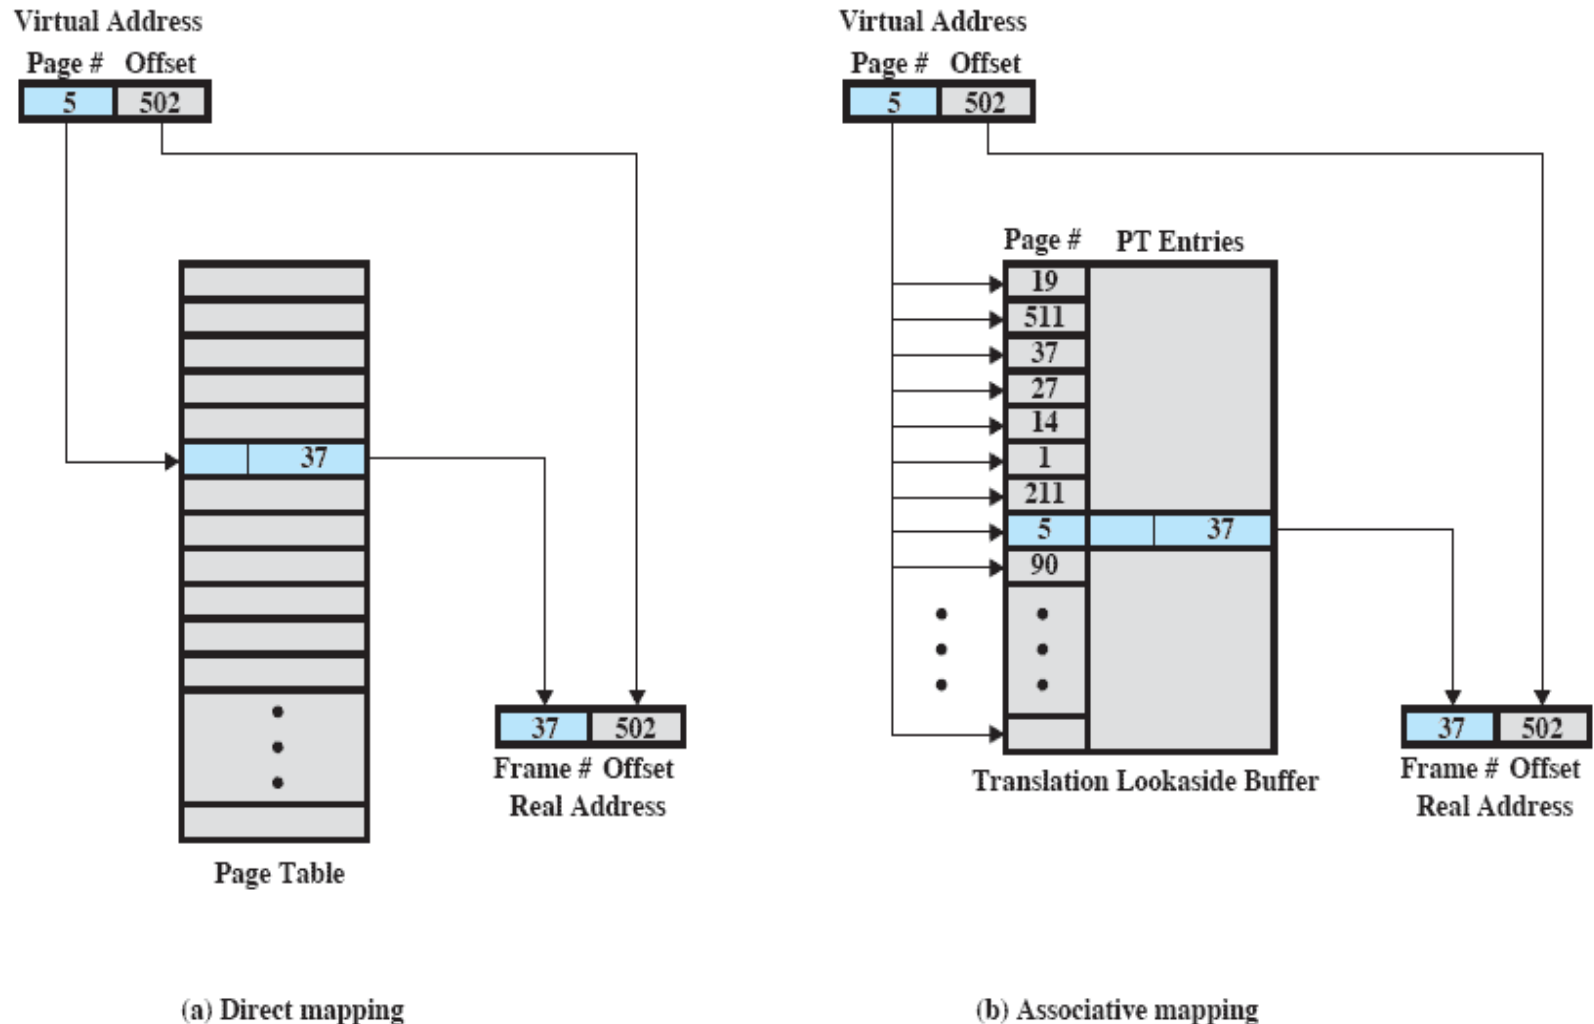 Virtual Address
Page # Offset
5 502
37
37 502
Frame # Offset
Real Address
Page Table
(a) Direct mapping
Virtual Address
Page # Offset
5 502
Page # PT Entries
19
511
37
27
14
1
211
5 37
90
37 502
Frame # Offset
Real Address
Translation Lookaside Buffer
(b) Associative mapping